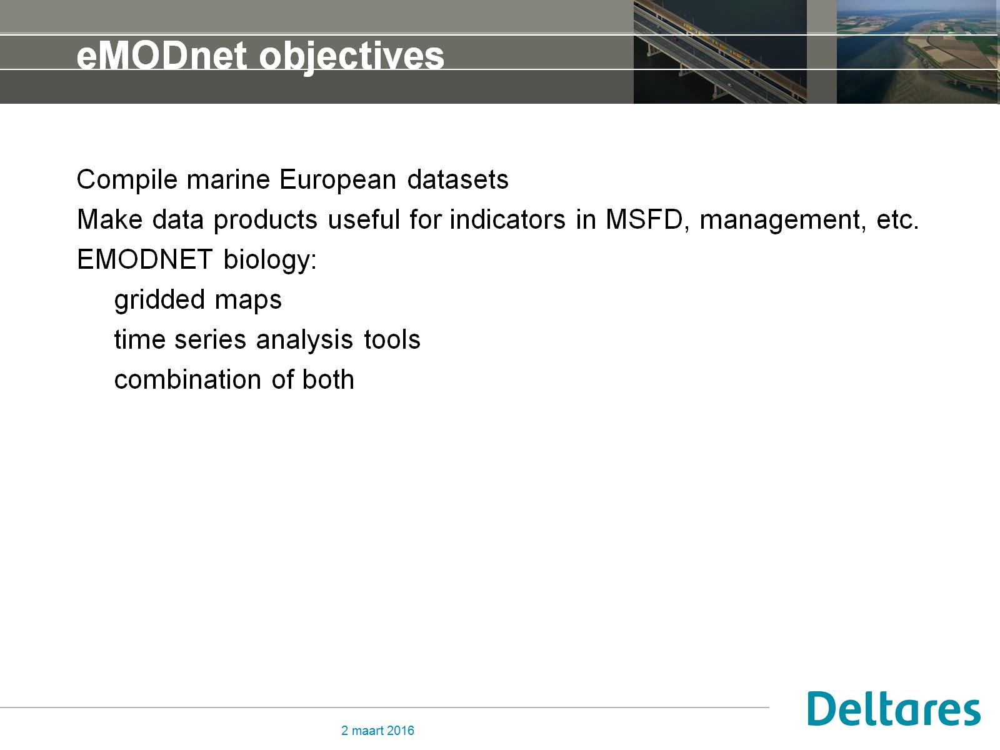 eMODnet objectives
Compile marine European datasets
Make data products useful for indicators in MSFD, management, etc.
EMODNET biology:
gridded maps
time series analysis tools
combination of both
2 maart 2016
Deltares